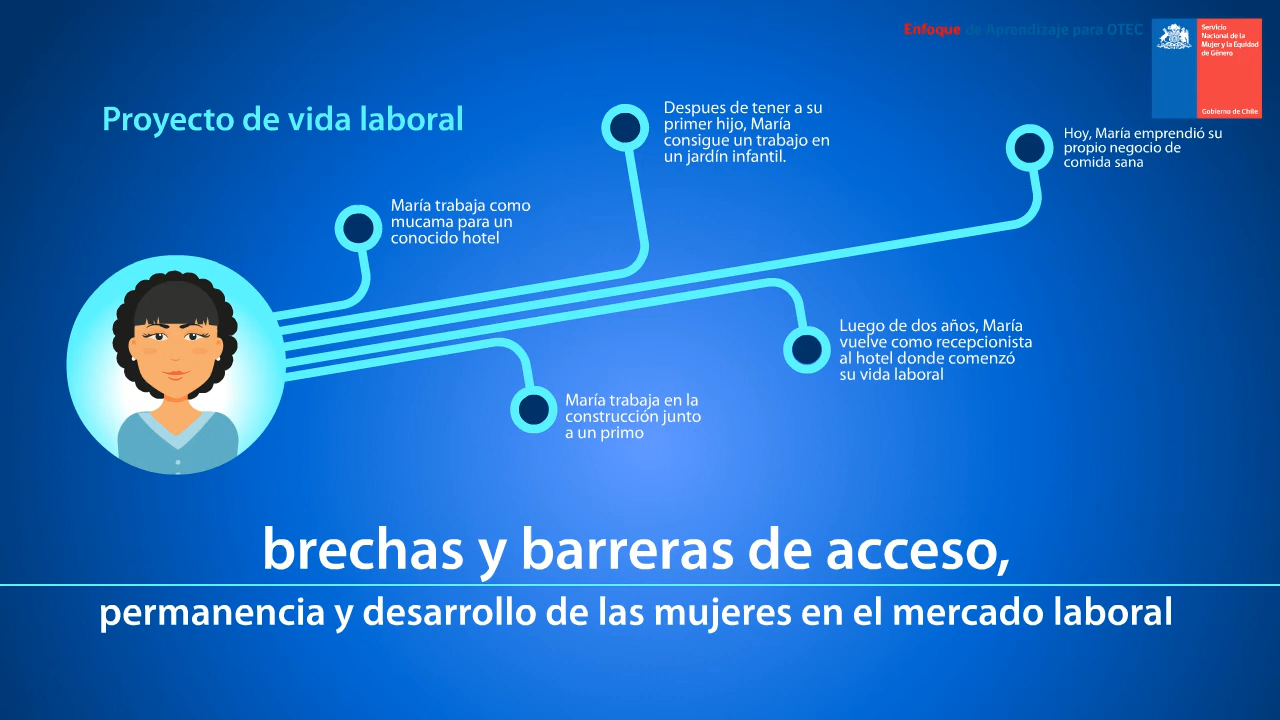 Enfoque de Aprendizaje para OTEC
Servicio
Nacional de la
Mujer y la Equidad
de Género
Gobierno de Chile
Proyecto de vida laboral
María trabaja como
mucama para un
conocido hotel
Despues de tener a su
primer hijo, María
consigue un trabajo en
un jardín infantil.
Hoy, María emprendió su
propio negocio de
comida sana
María trabaja en la
construcción junto
a un primo
Luego de dos años, María
vuelve como recepcionista
al hotel donde comenzó
su vida laboral
brechas y barreras de acceso,
permanencia y desarrollo de las mujeres en el mercado laboral